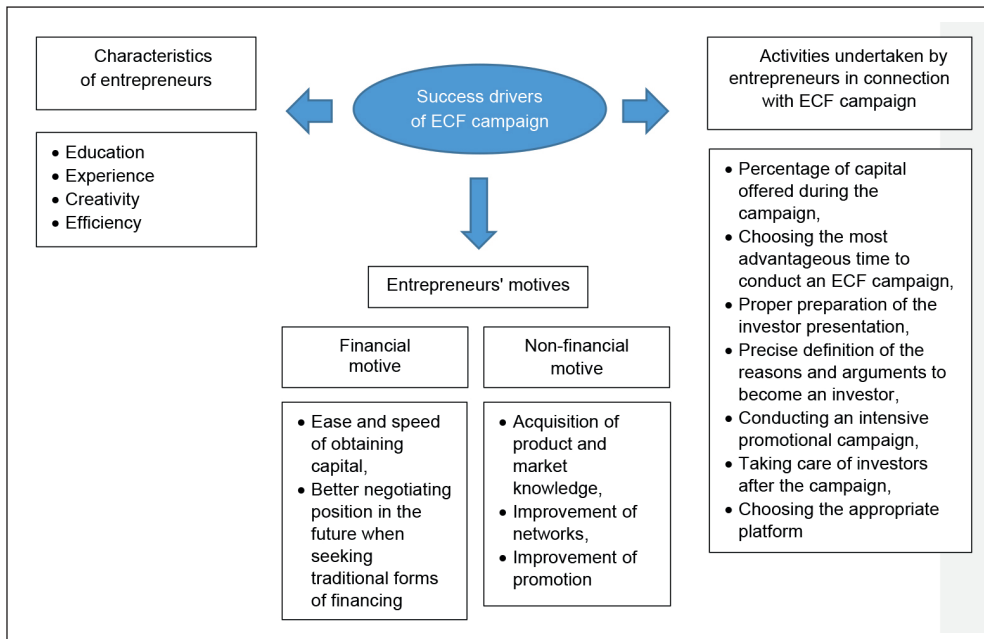 Characteristics
of entrepreneurs
• Education
• Experience
• Creativity
• Efficiency
Success drivers
of ECF campaign
Entrepreneurs' motives
Financial
motive
• Ease and speed
of obtaining
capital,
• Better negotiating
position in the
future when
seeking
traditional forms
of financing
Non-financial
motive
• Acquisition of
product and
market
knowledge,
• Improvement of
networks,
• Improvement of
promotion
Activities undertaken by
entrepreneurs in connection
with ECF campaign
• Percentage of capital
offered during the
campaign,
• Choosing the most
advantageous time to
conduct an ECF campaign,
• Proper preparation of the
investor presentation,
• Precise definition of the
reasons and arguments to
become an investor,
• Conducting an intensive
promotional campaign,
• Taking care of investors
after the campaign,
• Choosing the appropriate
platform